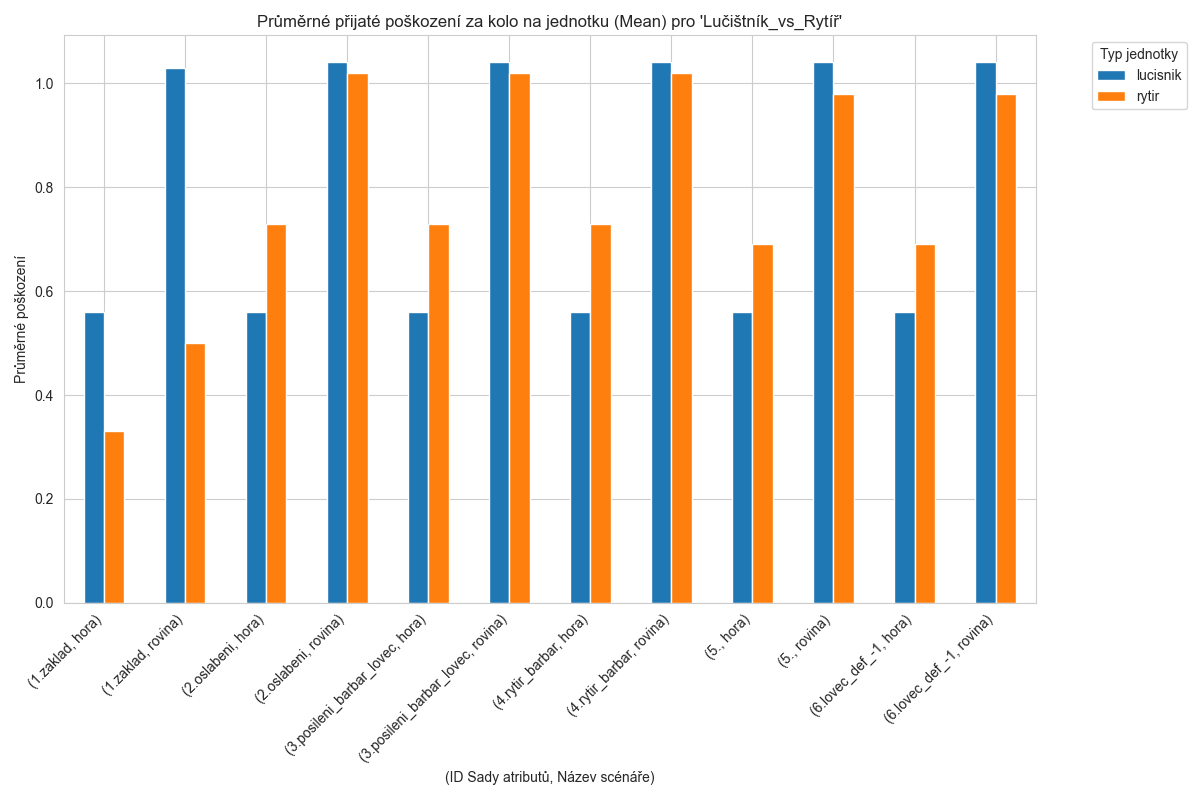 Průměrné přijaté poškození za kolo na jednotku (Mean) pro 'Lučištník_vs_Rytíř'
Typ jednotky
lucisnik
rytir
Průměrné poškození
1.0
0.8
0.6
0.4
0.2
0.0
(1.zaklad, hora)
(1.zaklad, rovina)
(2.oslabeni, hora)
(2.oslabeni, rovina)
(3.posileni_barbar_lovec, hora)
(3.posileni_barbar_lovec, rovina)
(4.rytir_barbar, hora)
(4.rytir_barbar, rovina)
(5., hora)
(5., rovina)
(6.lovec_def_-1, hora)
(6.lovec_def_-1, rovina)
(ID Sady atributů, Název scénáře)